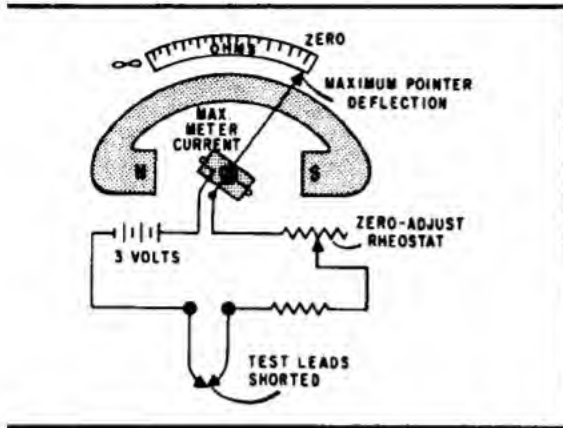 ZERO
OHMS
∞
MAXIMUM POINTER
DEFLECTION
MAX.
METER
CURRENT
N
S
ZERO-ADJUST
RHEOSTAT
3 VOLTS
TEST LEADS
SHORTED